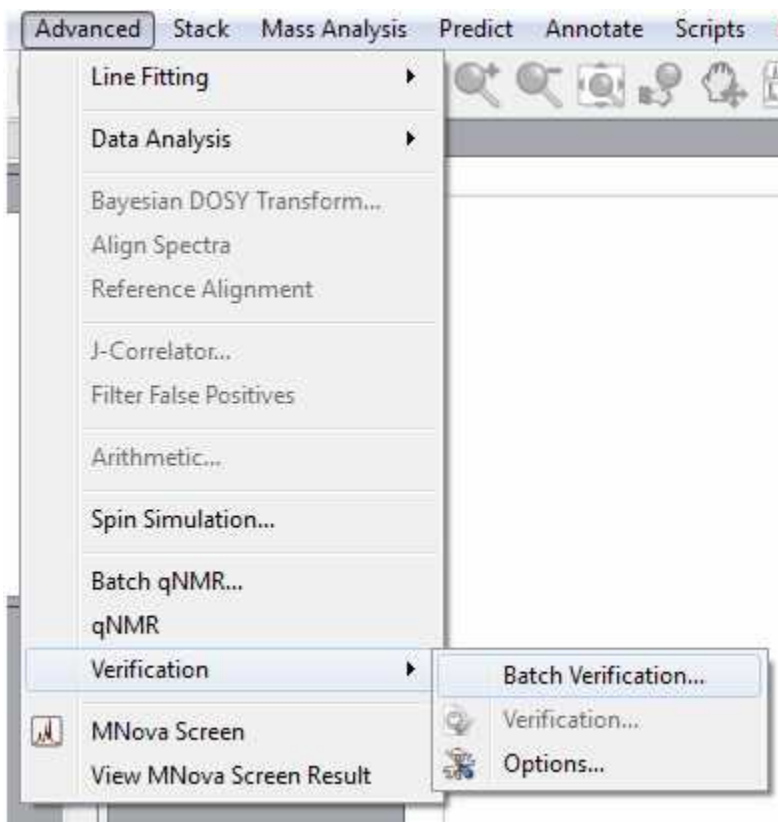 Advanced Stack Mass Analysis Predict Annotate Scripts
Line Fitting
Data Analysis
Bayesian DOSY Transform...
Align Spectra
Reference Alignment
J-Correlator...
Filter False Positives
Arithmetic...
Spin Simulation...
Batch qNMR...
qNMR
Verification
Batch Verification...
Verification...
Options...
MNova Screen
View MNova Screen Result